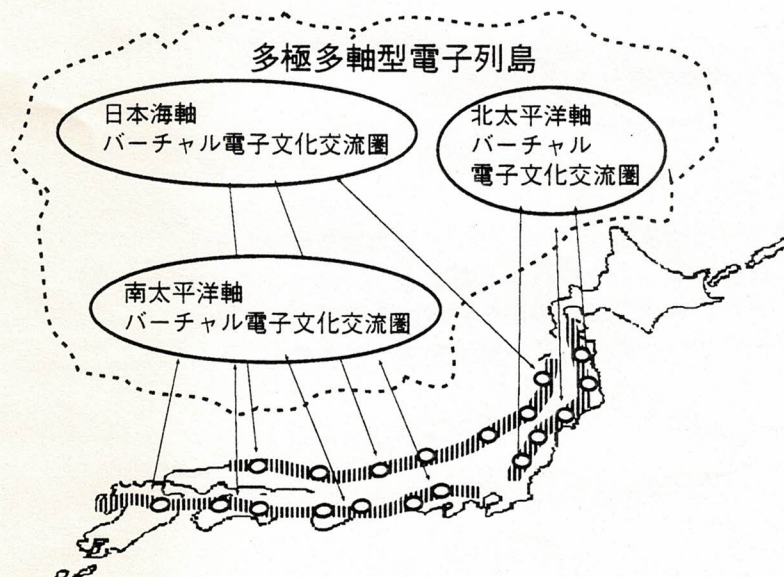 多極多軸型電子列島
日本海軸
バーチャル電子文化交流圏
北太平洋軸
バーチャル
電子文化交流圏
南太平洋軸
バーチャル電子文化交流圏